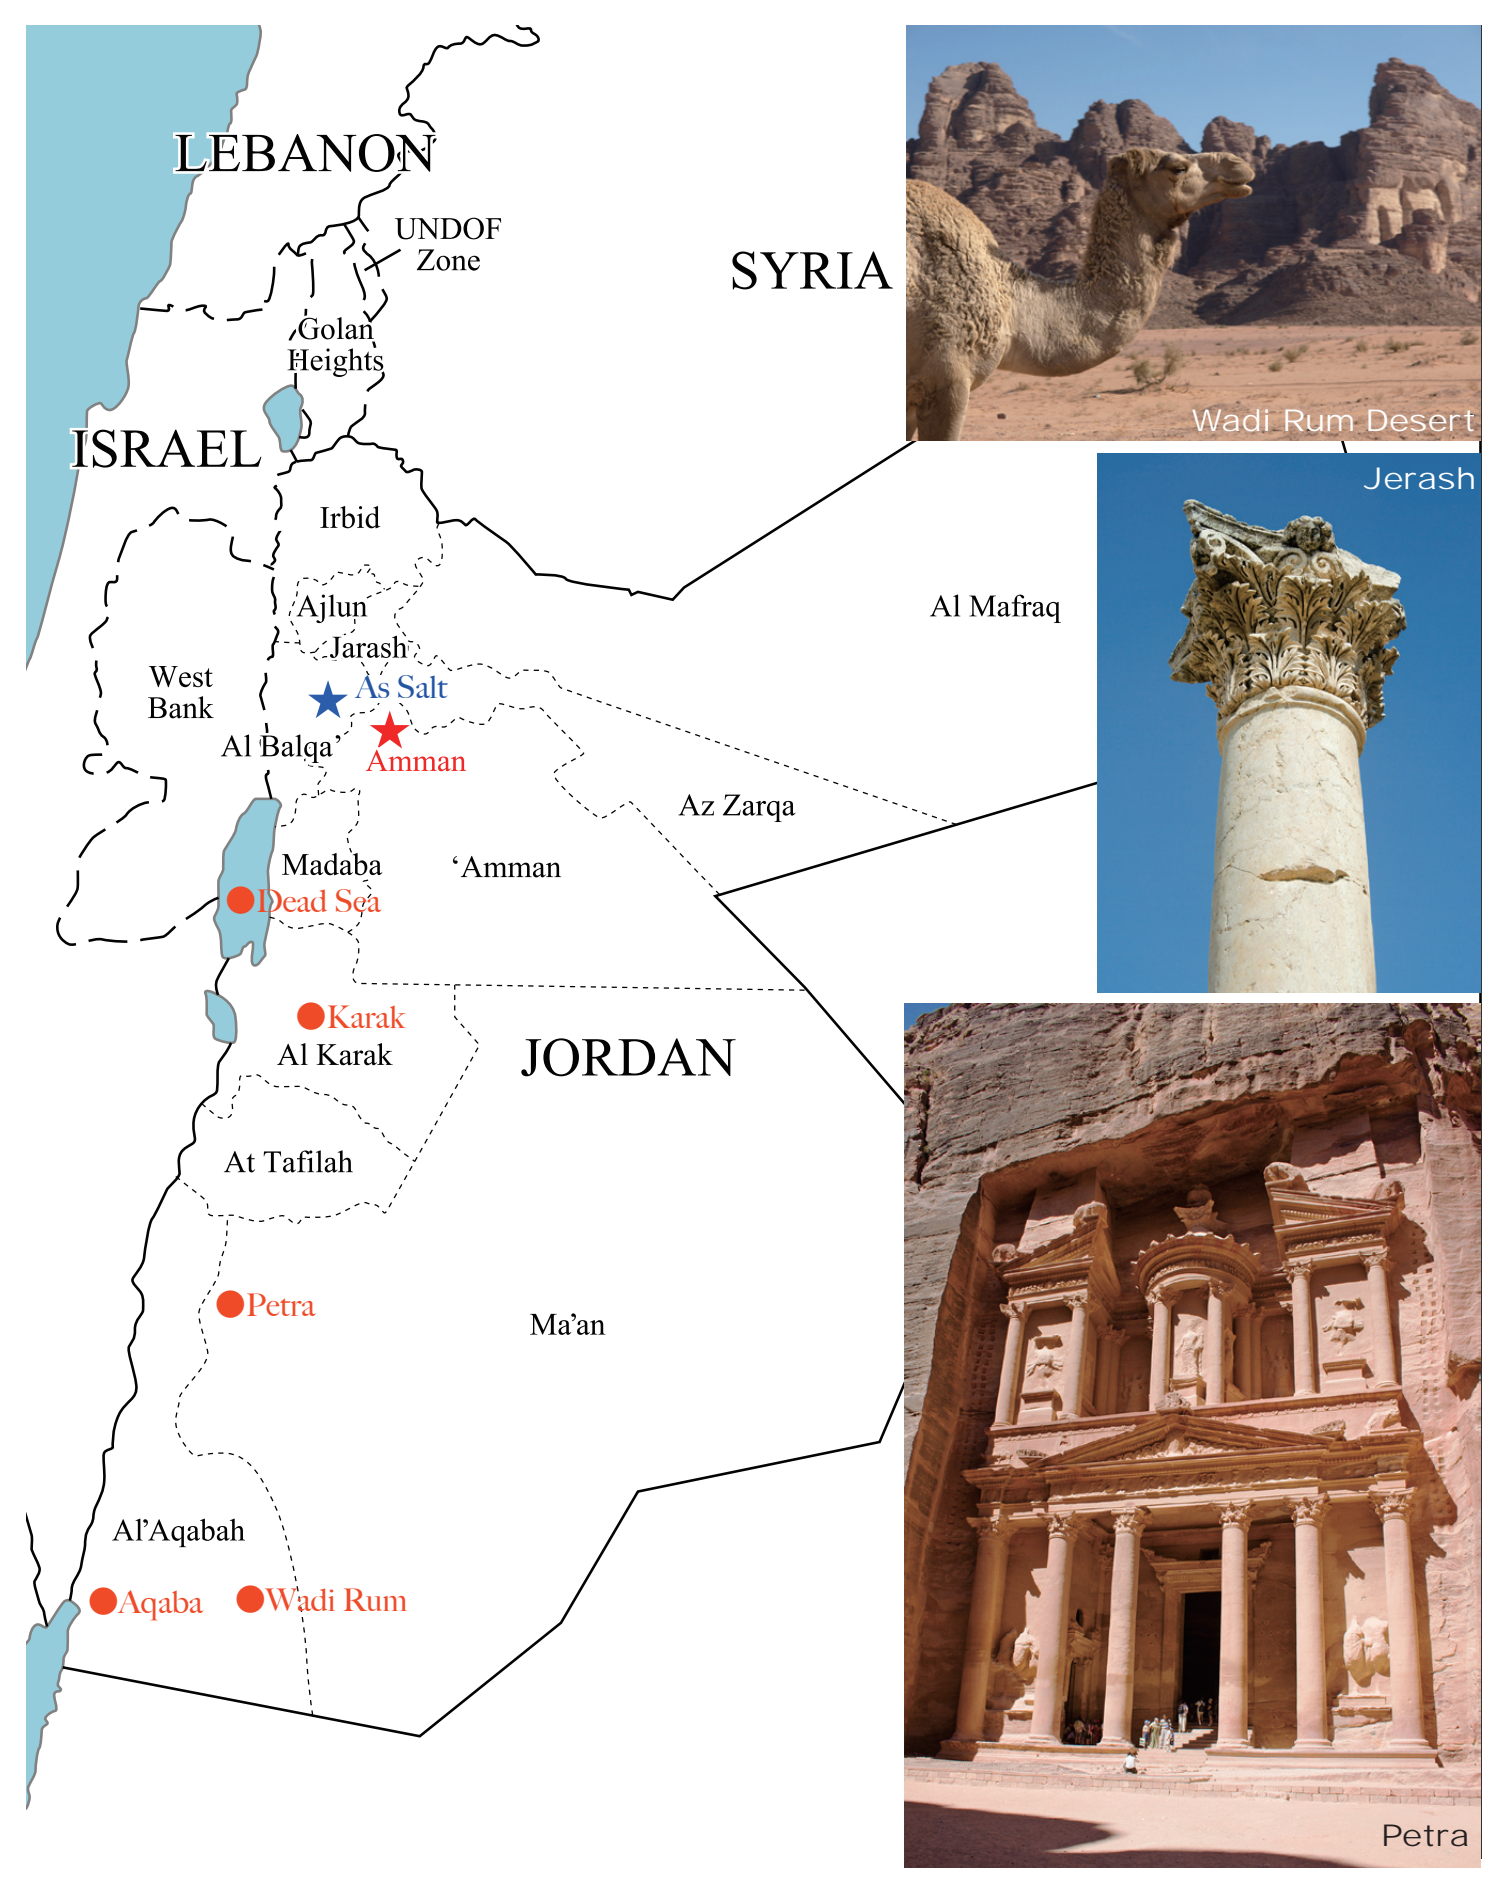 LEBANON
UNDOF
Zone
SYRIA
Golan
Heights
Wadi Rum Desert
ISRAEL
Jerash
Irbid
Ajlun
Al Mafraq
Jarash
West
Bank
As Salt
Al Balqa’
Amman
Az Zarqa
Madaba
‘Amman
Dead Sea
Karak
Al Karak
JORDAN
At Tafilah
Petra
Ma’an
Al’Aqabah
Aqaba
Wadi Rum
Petra